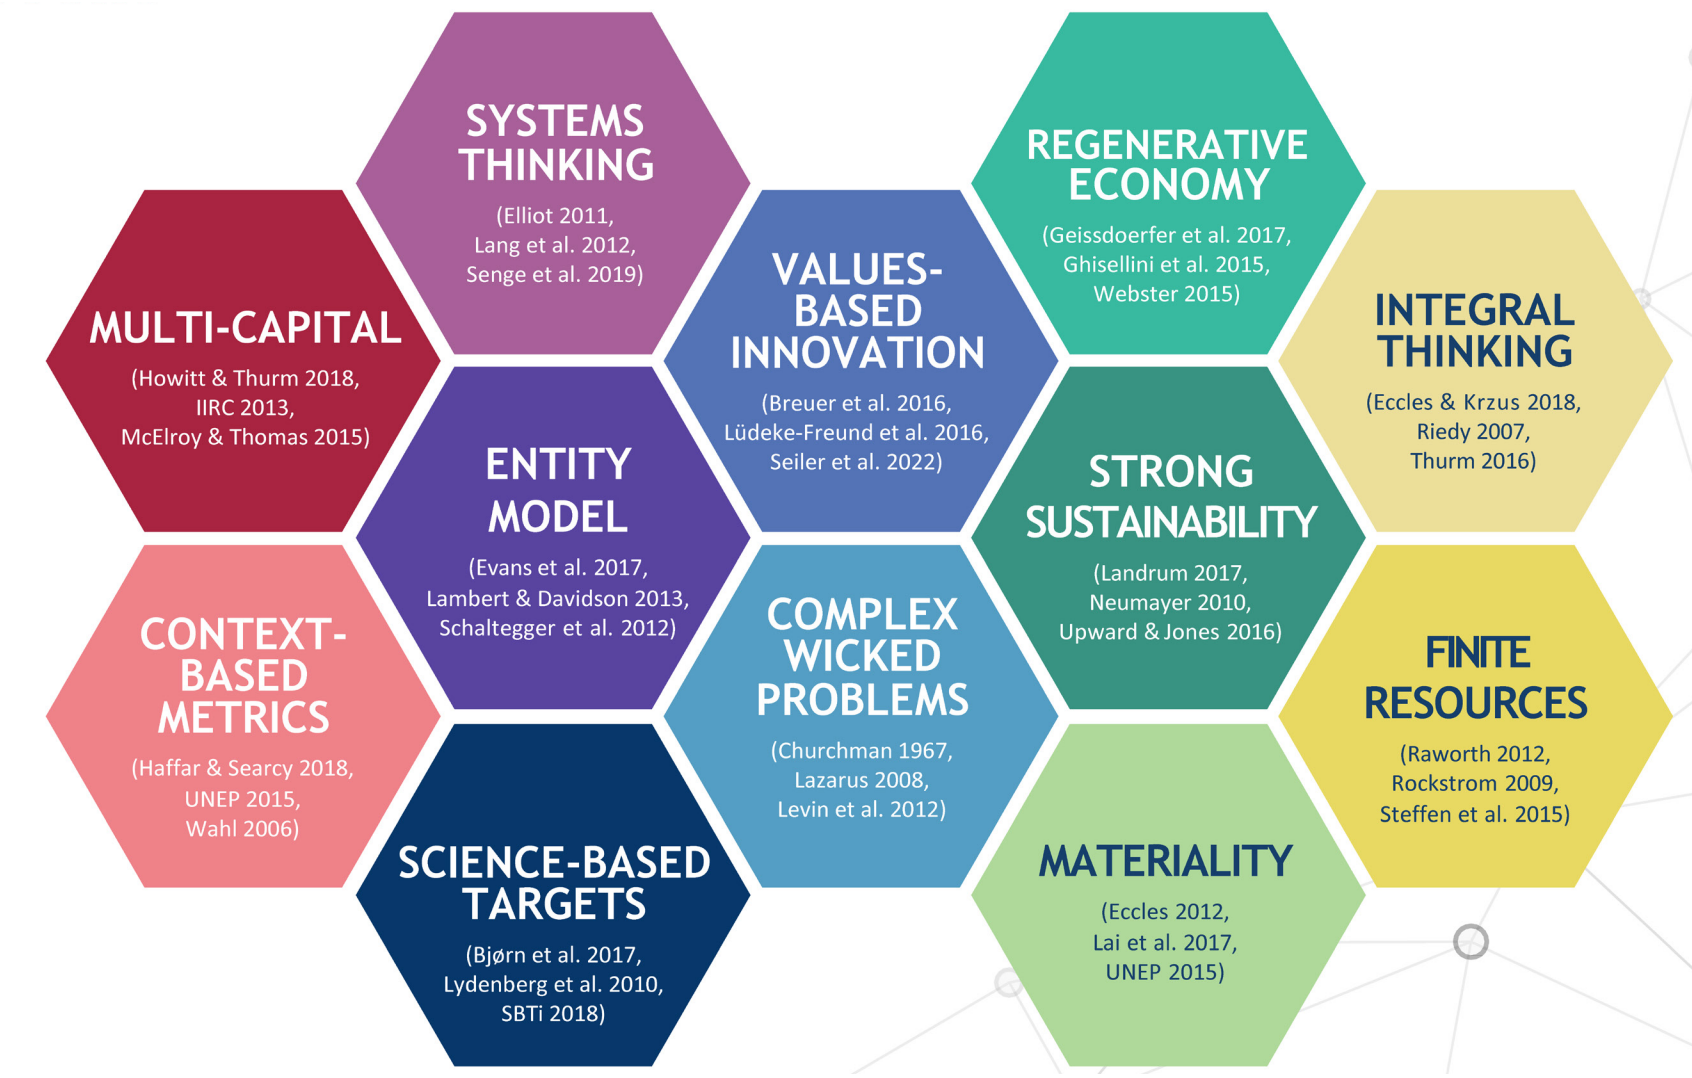 SYSTEMS
THINKING
(Elliot 2011,
Lang et al. 2012,
Senge et al. 2019)
REGENERATIVE
ECONOMY
(Geissdoerfer et al. 2017,
Ghisellini et al. 2015,
Webster 2015)
MULTI-CAPITAL
(Howitt & Thurm 2018,
IIRC 2013,
McElroy & Thomas 2015)
VALUES-
BASED
INNOVATION
(Breuer et al. 2016,
Lüdeke-Freund et al. 2016,
Seiler et al. 2022)
INTEGRAL
THINKING
(Eccles & Krzus 2018,
Riedy 2007,
Thurm 2016)
ENTITY
MODEL
(Evans et al. 2017,
Lambert & Davidson 2013,
Schaltegger et al. 2012)
STRONG
SUSTAINABILITY
(Landrum 2017,
Neumayer 2010,
Upward & Jones 2016)
CONTEXT-
BASED
METRICS
(Haffar & Searcy 2018,
UNEP 2015,
Wahl 2006)
COMPLEX
WICKED
PROBLEMS
(Churchman 1967,
Lazarus 2008,
Levin et al. 2012)
FINITE
RESOURCES
(Raworth 2012,
Rockstrom 2009,
Steffen et al. 2015)
SCIENCE-BASED
TARGETS
(Bjørn et al. 2017,
Lydenberg et al. 2010,
SBTi 2018)
MATERIALITY
(Eccles 2012,
Lai et al. 2017,
UNEP 2015)